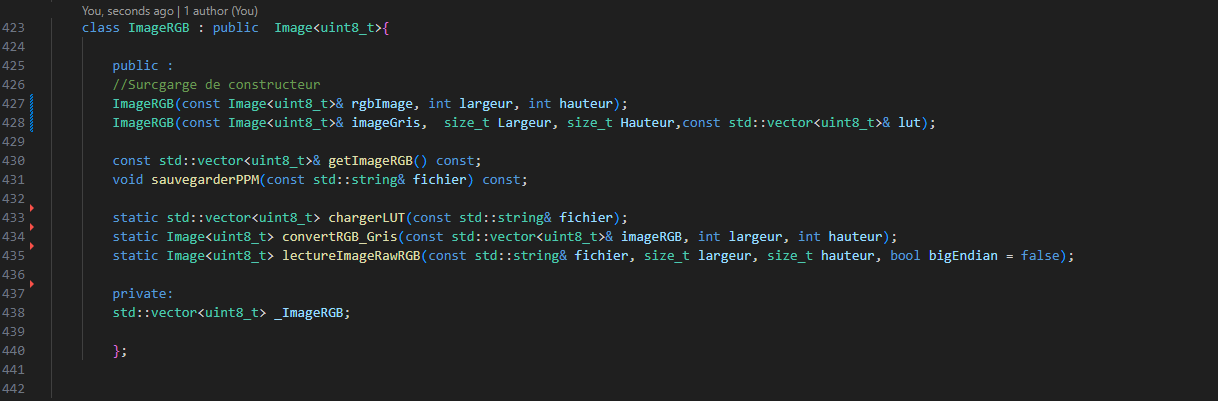 You, seconds ago | 1 author (You)
423 class ImageRGB : public  Image<uint8_t>{
424
425 public :
426 //Surcgarge de constructeur
427 ImageRGB(const Image<uint8_t>& rgbImage, int largeur, int hauteur);
428 ImageRGB(const Image<uint8_t>& imageGris,  size_t Largeur, size_t Hauteur,const std::vector<uint8_t>& lut);
429
430 const std::vector<uint8_t>& getImageRGB() const;
431 void sauvegarderPPM(const std::string& fichier) const;
432
433 static std::vector<uint8_t> chargerLUT(const std::string& fichier);
434 static Image<uint8_t> convertRGB_Gris(const std::vector<uint8_t>& imageRGB, int largeur, int hauteur);
435 static Image<uint8_t> lectureImageRawRGB(const std::string& fichier, size_t largeur, size_t hauteur, bool bigEndian = false);
436
437 private:
438 std::vector<uint8_t> _ImageRGB;
439
440 };
441
442